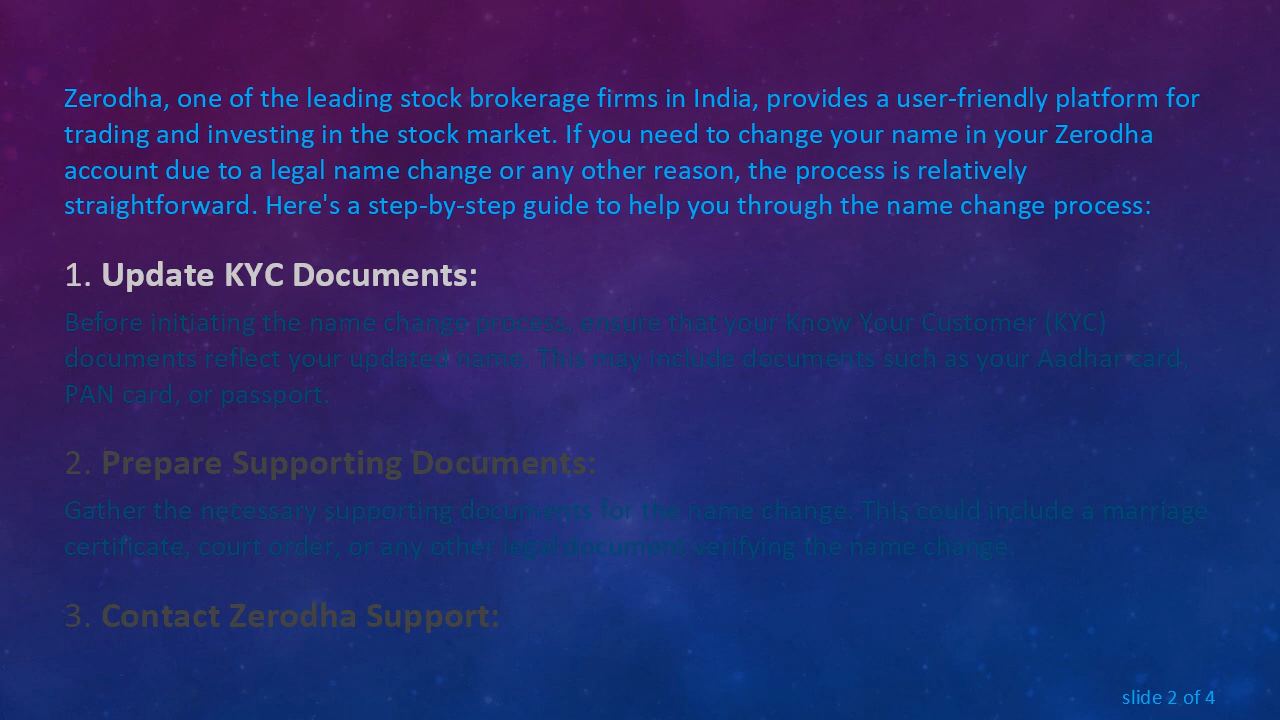 Zerodha, one of the leading stock brokerage firms in India, provides a user-friendly platform for
trading and investing in the stock market. If you need to change your name in your Zerodha
account due to a legal name change or any other reason, the process is relatively
straightforward. Here's a step-by-step guide to help you through the name change process:
1. Update KYC Documents:
Before initiating the name change process, ensure that your Know Your Customer (KYC)
documents reflect your updated name. This may include documents such as your Aadhar card,
PAN card, or passport.
2. Prepare Supporting Documents:
Gather the necessary supporting documents for the name change. This could include a marriage
certificate, court order, or any other legal document verifying the name change.
3. Contact Zerodha Support:
slide 2 of 4